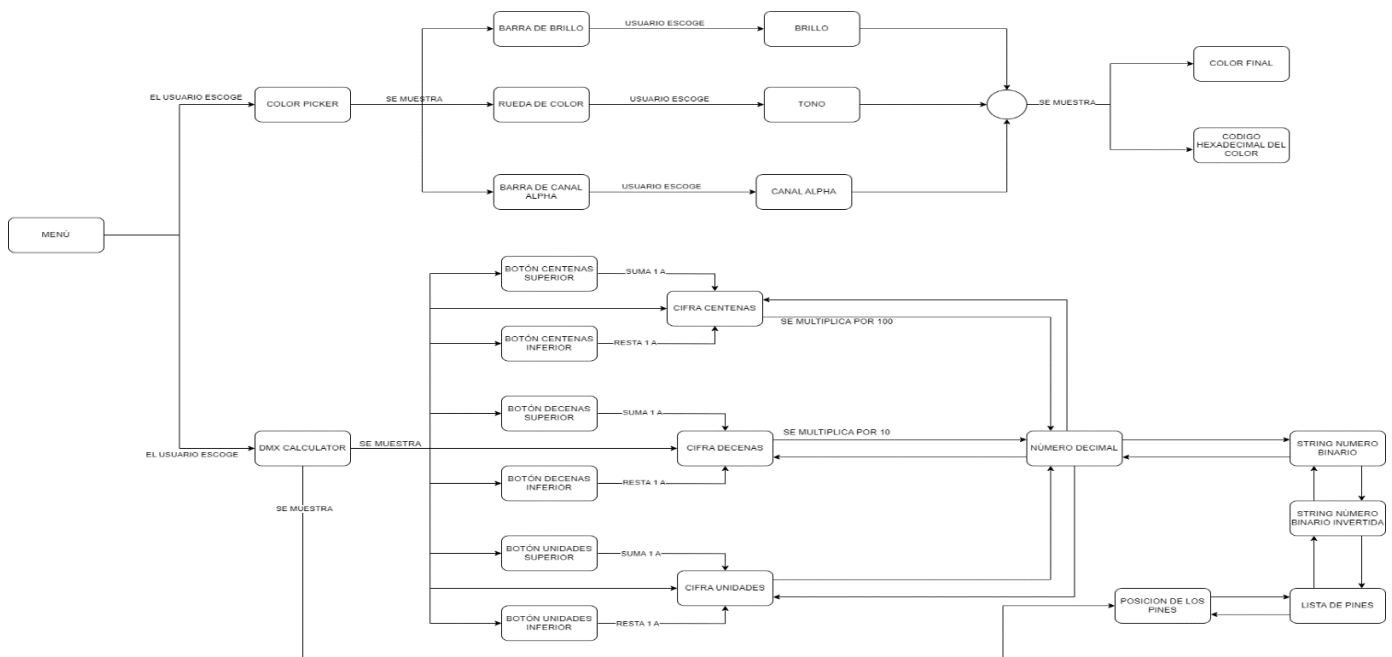 BARRA DE BRILLO
USUARIO ESCOGE
BRILLO
COLOR FINAL
EL USUARIO ESCOGE
COLOR PICKER
SE MUESTRA
RUEDA DE COLOR
USUARIO ESCOGE
TONO
SE MUESTRA
CODIGO
HEXADECIMAL DEL
COLOR
BARRA DE CANAL
ALPHA
USUARIO ESCOGE
CANAL ALPHA
MENÚ
BOTÓN CENTENAS
SUPERIOR
SUMA 1 A
CIFRA CENTENAS
SE MULTIPLICA POR 100
BOTÓN CENTENAS
INFERIOR
RESTA 1 A
BOTÓN DECENAS
SUPERIOR
SUMA 1 A
EL USUARIO ESCOGE
DMX CALCULATOR
SE MUESTRA
CIFRA DECENAS
SE MULTIPLICA POR 10
NÚMERO DECIMAL
STRING NUMERO
BINARIO
BOTÓN DECENAS
INFERIOR
RESTA 1 A
SE MUESTRA
STRING NÚMERO
BINARIO INVERTIDA
BOTÓN UNIDADES
SUPERIOR
SUMA 1 A
CIFRA UNIDADES
BOTÓN UNIDADES
INFERIOR
RESTA 1 A
POSICION DE LOS
PINES
LISTA DE PINES